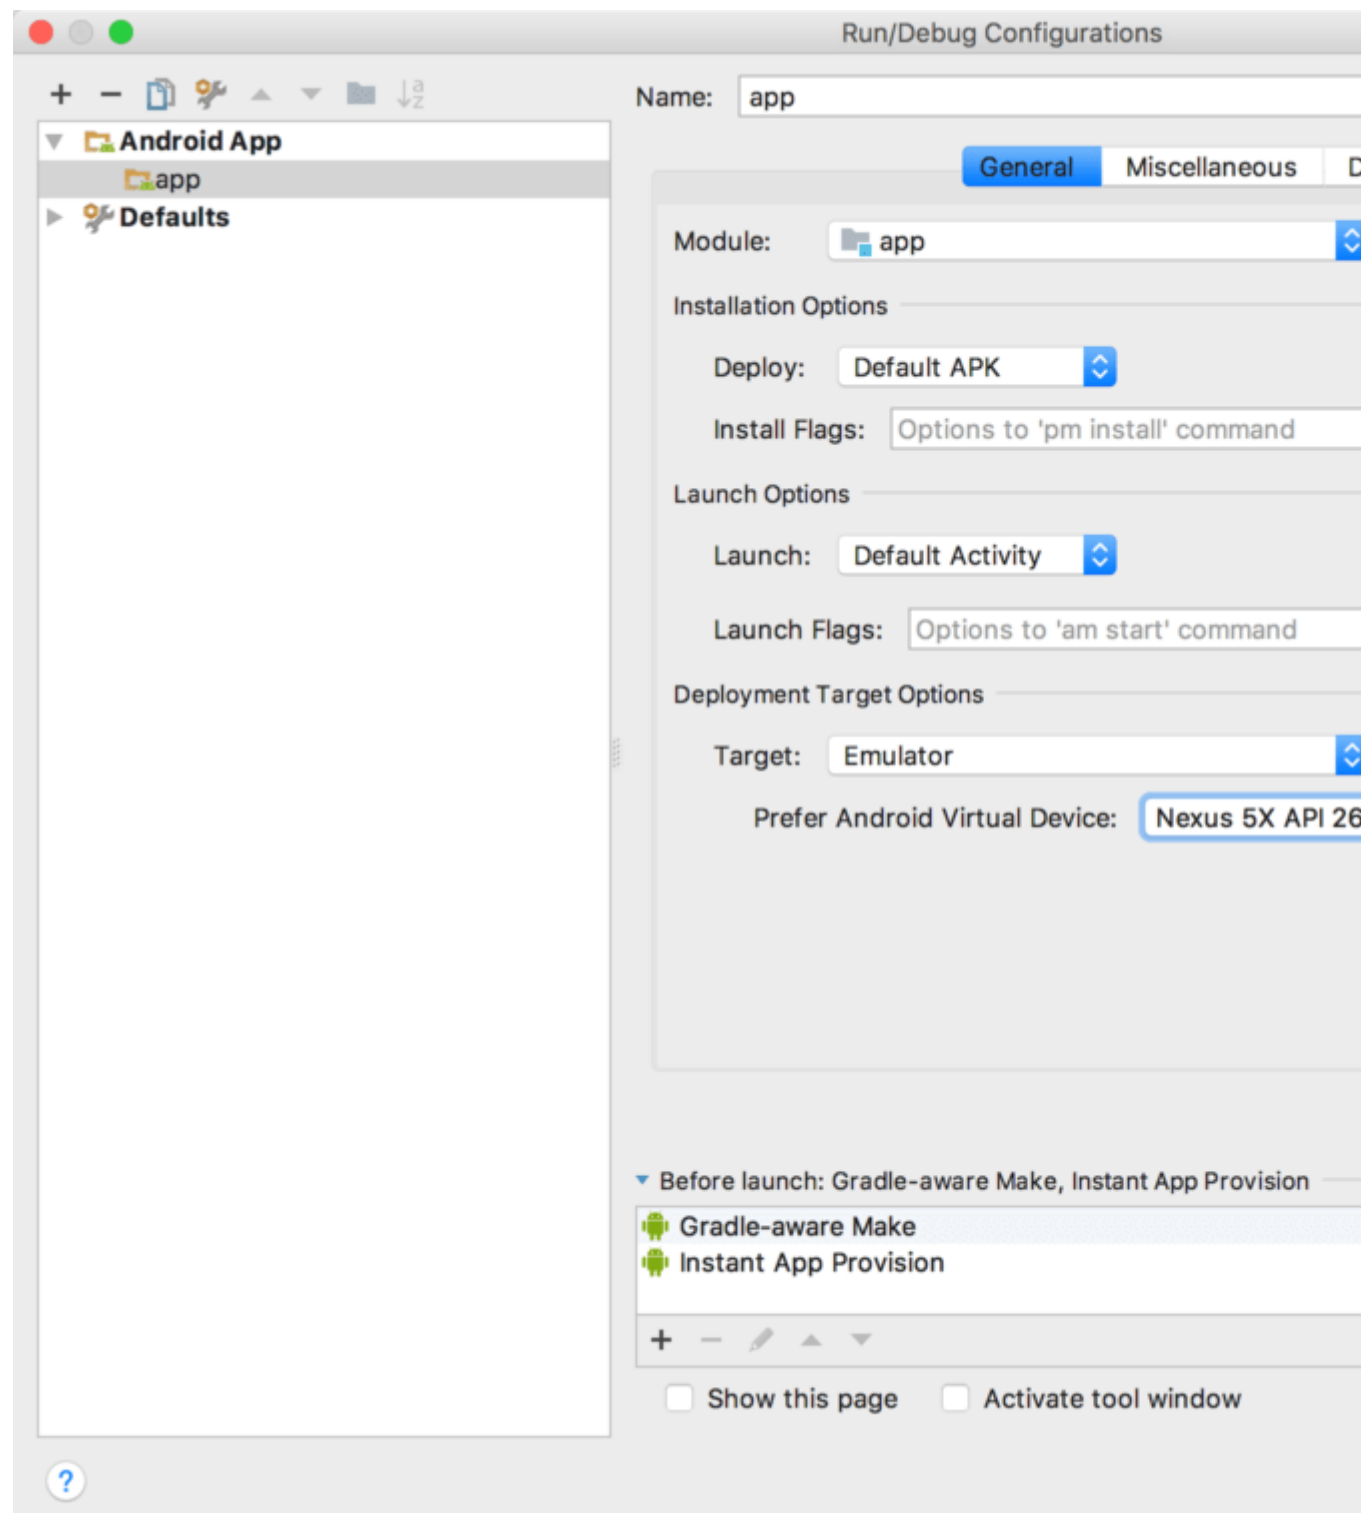 Run/Debug Configurations
Name: app
Android App
app
Defaults
General Miscellaneous D
Module: app
Installation Options
Deploy: Default APK
Install Flags: Options to 'pm install' command
Launch Options
Launch: Default Activity
Launch Flags: Options to 'am start' command
Deployment Target Options
Target: Emulator
Prefer Android Virtual Device: Nexus 5X API 26
Before launch: Gradle-aware Make, Instant App Provision
Gradle-aware Make
Instant App Provision
Show this page Activate tool window
?